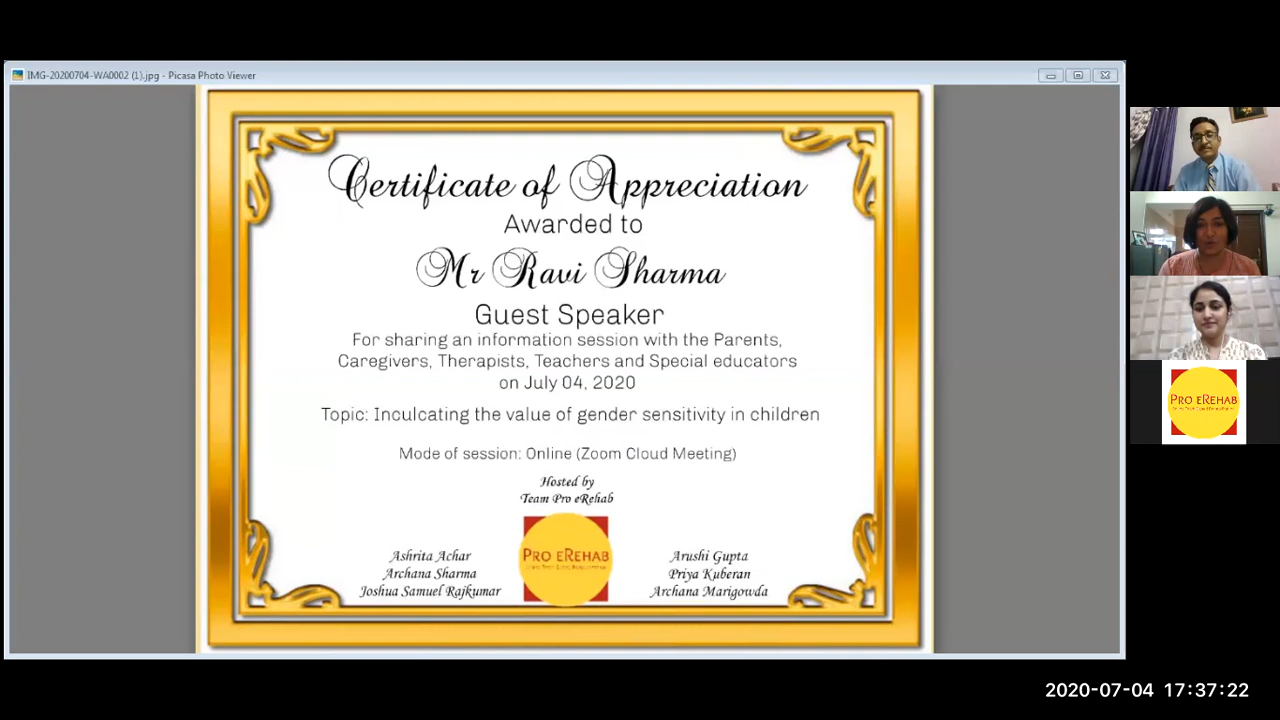 IMG-20200704-WA0002 (1).jpg - Picasa Photo Viewer
Certificate of Appreciation
Awarded to
Mr Ravi Sharma
Guest Speaker
For sharing an information session with the Parents,
Caregivers, Therapists, Teachers and Special educators
on July 04, 2020
Topic: Inculcating the value of gender sensitivity in children
Mode of session: Online (Zoom Cloud Meeting)
Hosted by
Team Pro eRehab
PRO EREHAB
Ashrita Achar
Archana Sharma
Joshua Samuel Rajkumar
Arushi Gupta
Priya Kuberan
Archana Marigowda
PRO EREHAB
2020-07-04 17:37:22